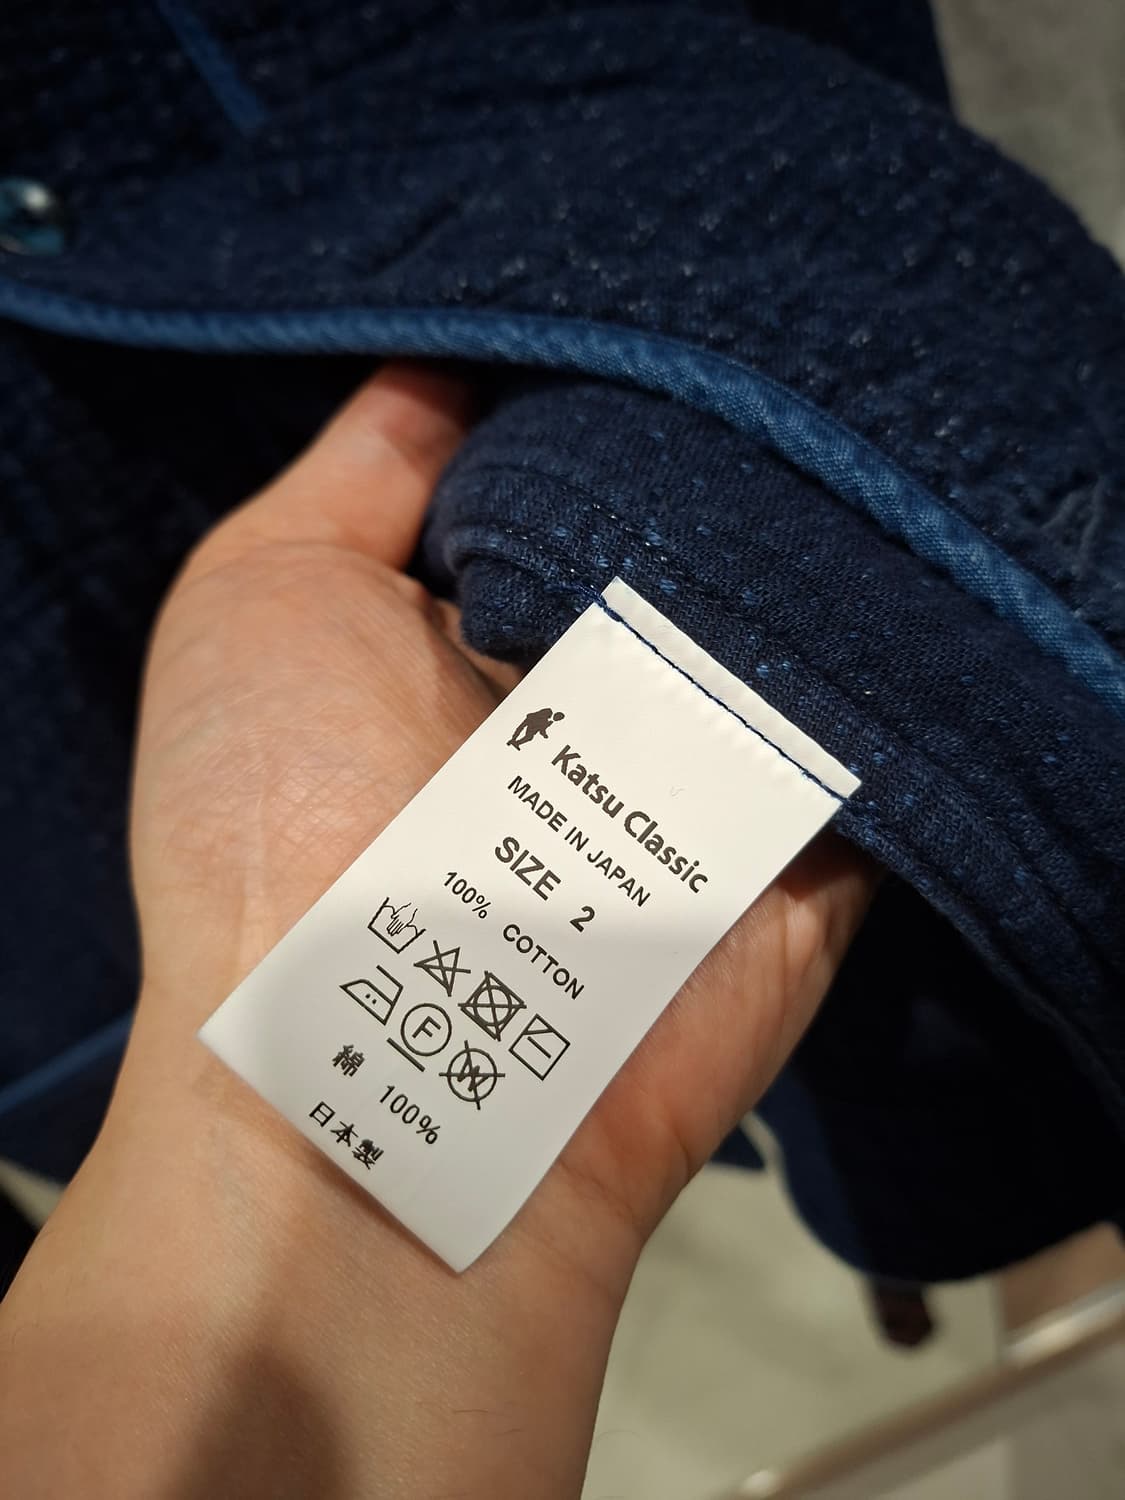 Katsu Classic
MADE IN JAPAN
SIZE 2
100% COTTON
F
W
綿 100%
日本製